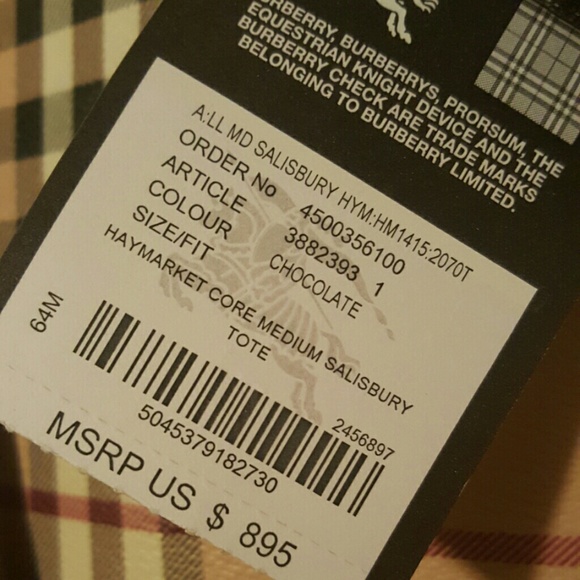 BURBERRY, BURBERRYS, PRORSUM, THE
EQUESTRIAN KNIGHT DEVICE AND THE
BURBERRY CHECK ARE TRADE MARKS
BELONGING TO BURBERRY LIMITED.
A:LL MD SALISBURY HYM:HM1415:2070T
ORDER No 4500356100
ARTICLE 3882393 1
COLOUR CHOCOLATE
SIZE/FIT
HAYMARKET CORE MEDIUM SALISBURY
TOTE
64M
2456897
5045379182730
MSRP US $ 895